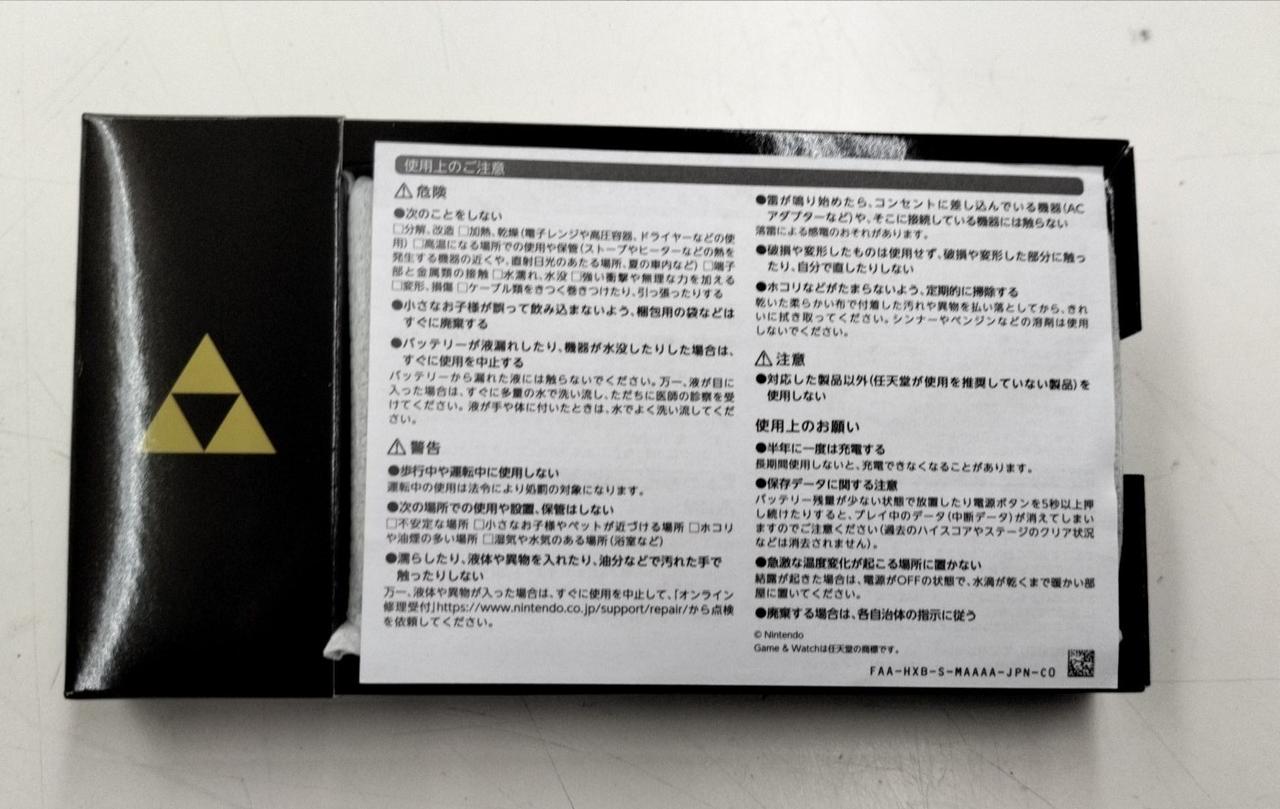 使用上のご注意
⚠危険
●次のことをしない
□分解、改造 □加熱、乾燥（電子レンジや高圧容器、ドライヤーなどの使
用） □高温になる場所での使用や保管（ストーブやヒーターなどの熱を
発生する機器の近くや、直射日光のあたる場所、夏の車内など） □端子
部と金属類の接触 □水濡れ、水没 □強い衝撃や無理な力を加える
□変形、損傷 □ケーブル類をきつく巻きつけたり、引っ張ったりする
●小さなお子様が誤って飲み込まないよう、梱包用の袋などは
すぐに廃棄する
●バッテリーが液漏れしたり、機器が水没したりした場合は、
すぐに使用を中止する
バッテリーから漏れた液には触らないでください。万一、液が目に
入った場合は、すぐに多量の水で洗い流し、ただちに医師の診察を受
けてください。液が手や体に付いたときは、水でよく洗い流してくだ
さい。
⚠警告
●歩行中や運転中に使用しない
運転中の使用は法令により処罰の対象になります。
●次の場所での使用や設置、保管はしない
□不安定な場所 □小さなお子様やペットが近づける場所 □ホコリ
や油煙の多い場所 □湿気や水気のある場所（浴室など）
●濡らしたり、液体や異物を入れたり、油分などで汚れた手で
触ったりしない
万一、液体や異物が入った場合は、すぐに使用を中止して、「オンライン
修理受付」https://www.nintendo.co.jp/support/repair/から点検
を依頼してください。
●雷が鳴り始めたら、コンセントに差し込んでいる機器（AC
アダプターなど）や、そこに接続している機器には触らない
落雷による感電のおそれがあります。
●破損や変形したものは使用せず、破損や変形した部分に触っ
たり、自分で直したりしない
●ホコリなどがたまらないよう、定期的に掃除する
乾いた柔らかい布で付着した汚れや異物を払い落としてから、きれ
いに拭き取ってください。シンナーやベンジンなどの溶剤は使用
しないでください。
⚠注意
●対応した製品以外（任天堂が使用を推奨していない製品）を
使用しない
使用上のお願い
●半年に一度は充電する
長期間使用しないと、充電できなくなることがあります。
●保存データに関する注意
バッテリー残量が少ない状態で放置したり電源ボタンを5秒以上押
し続けたりすると、プレイ中のデータ（中断データ）が消えてしまい
ますのでご注意ください（過去のハイスコアやステージのクリア状況
などは消去されません）。
●急激な温度変化が起こる場所に置かない
結露が起きた場合は、電源がOFFの状態で、水滴が乾くまで暖かい部
屋に置いてください。
●廃棄する場合は、各自治体の指示に従う
© Nintendo
Game & Watchは任天堂の商標です。
FAA-HXB-S-MAAAA-JPN-C0